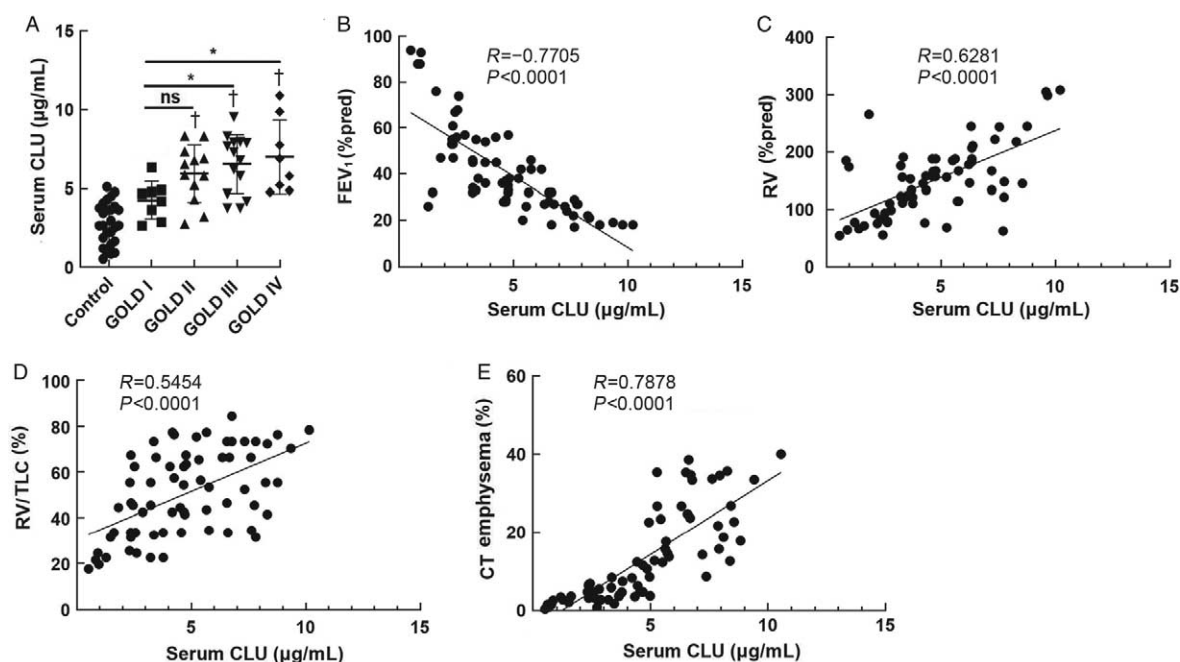 A
Serum CLU (µg/mL)
15
10
5
0
*
*
ns
†
†
†
Control
GOLD I
GOLD II
GOLD III
GOLD IV
B
R=−0.7705
P<0.0001
FEV₁ (%pred)
100
80
60
40
20
0
5
10
15
Serum CLU (µg/mL)
C
R=0.6281
P<0.0001
RV (%pred)
400
300
200
100
0
5
10
15
Serum CLU (µg/mL)
D
R=0.5454
P<0.0001
RV/TLC (%)
100
80
60
40
20
0
5
10
15
Serum CLU (µg/mL)
E
R=0.7878
P<0.0001
CT emphysema (%)
60
40
20
0
5
10
15
Serum CLU (µg/mL)